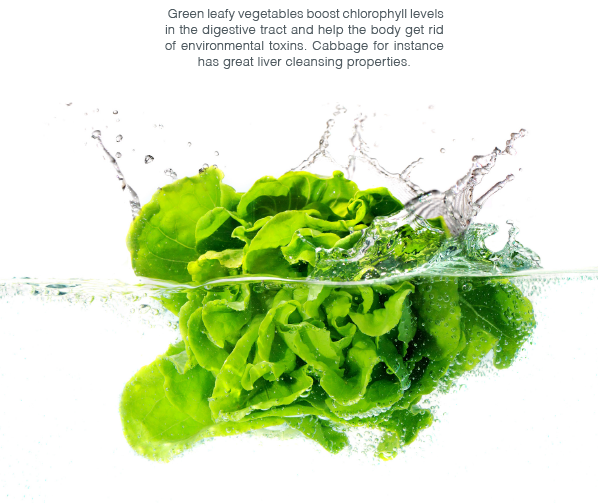 Green leafy vegetables boost chlorophyll levels
in the digestive tract and help the body get rid
of environmental toxins. Cabbage for instance
has great liver cleansing properties.